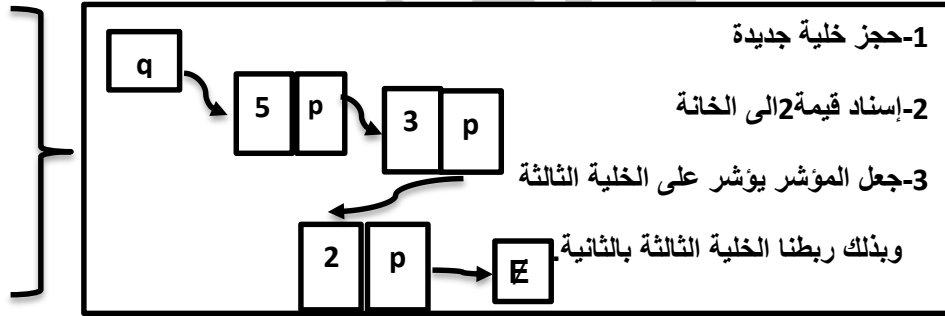 1-حجز خلية جديدة
q
5 p
2-إسناد قيمة2الى الخانة
3 p
3-جعل المؤشر يؤشر على الخلية الثالثة
وبذلك ربطنا الخلية الثالثة بالثانية.
2 p